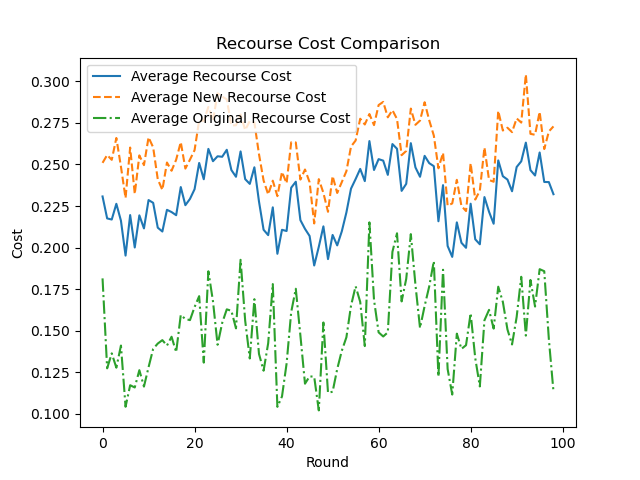 Recourse Cost Comparison
Average Recourse Cost
Average New Recourse Cost
Average Original Recourse Cost
Cost
0.300
0.275
0.250
0.225
0.200
0.175
0.150
0.125
0.100
0 20 40 60 80 100
Round